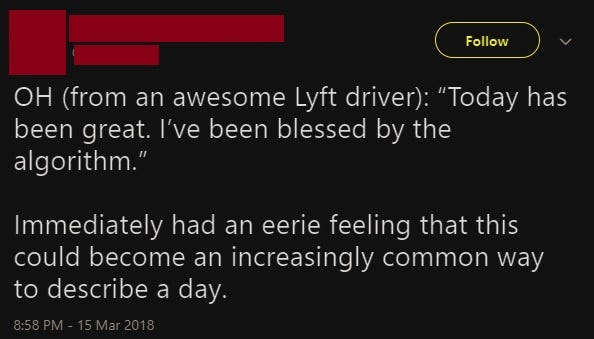 Follow
OH (from an awesome Lyft driver): “Today has
been great. I’ve been blessed by the
algorithm.”
Immediately had an eerie feeling that this
could become an increasingly common way
to describe a day.
8:58 PM - 15 Mar 2018